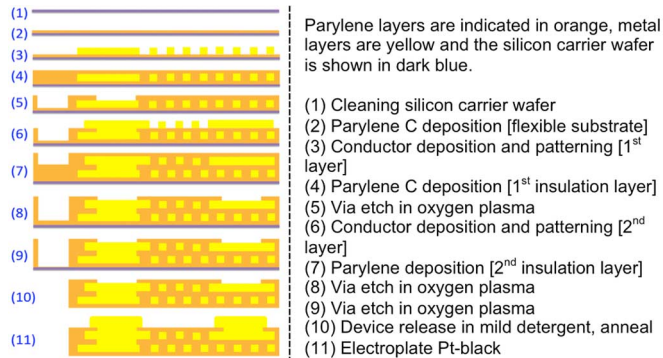 (1)
(2)
(3)
(4)
(5)
(6)
(7)
(8)
(9)
(10)
(11)
Parylene layers are indicated in orange, metal
layers are yellow and the silicon carrier wafer
is shown in dark blue.
(1) Cleaning silicon carrier wafer
(2) Parylene C deposition [flexible substrate]
(3) Conductor deposition and patterning [1st
layer]
(4) Parylene C deposition [1st insulation layer]
(5) Via etch in oxygen plasma
(6) Conductor deposition and patterning [2nd
layer]
(7) Parylene deposition [2nd insulation layer]
(8) Via etch in oxygen plasma
(9) Via etch in oxygen plasma
(10) Device release in mild detergent, anneal
(11) Electroplate Pt-black